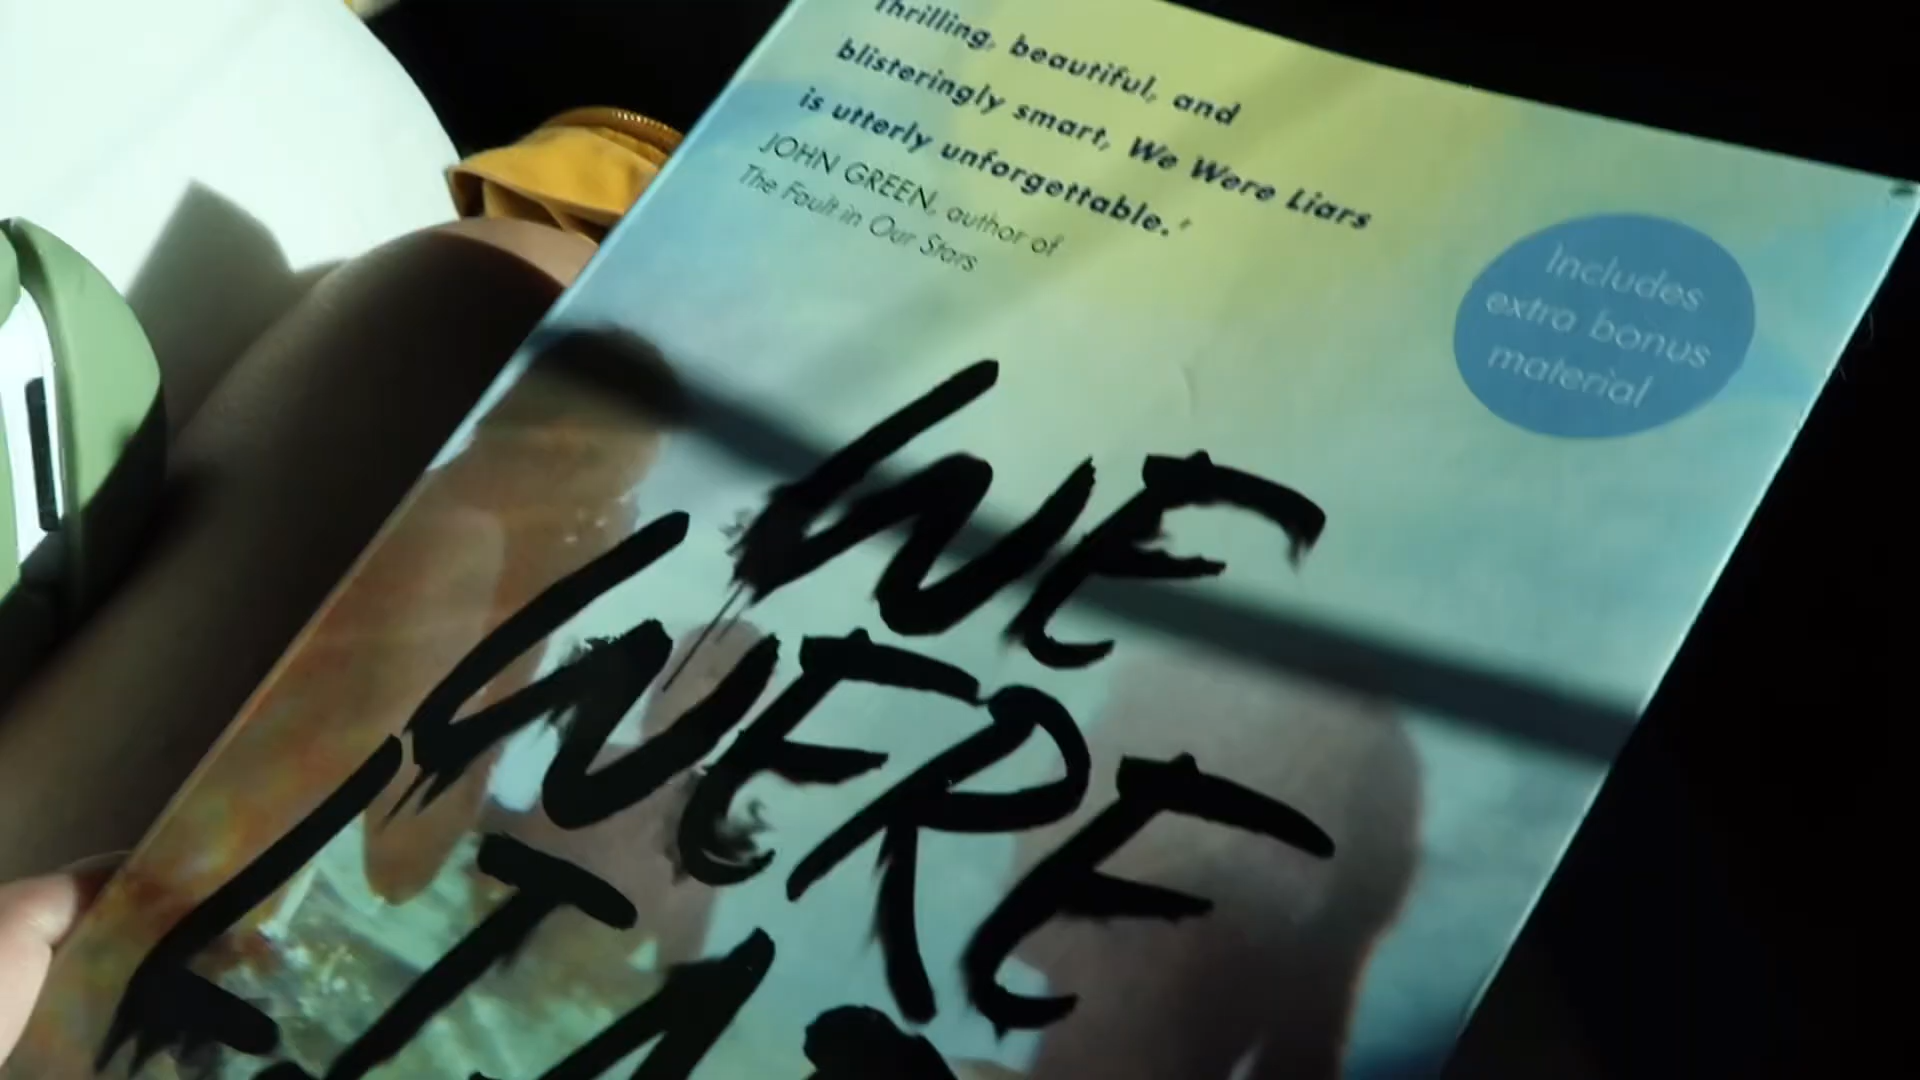 Thrilling, beautiful, and
blisteringly smart, We Were Liars
is utterly unforgettable.'
JOHN GREEN, author of
The Fault in Our Stars
Includes
extra bonus
material
WE
WERE